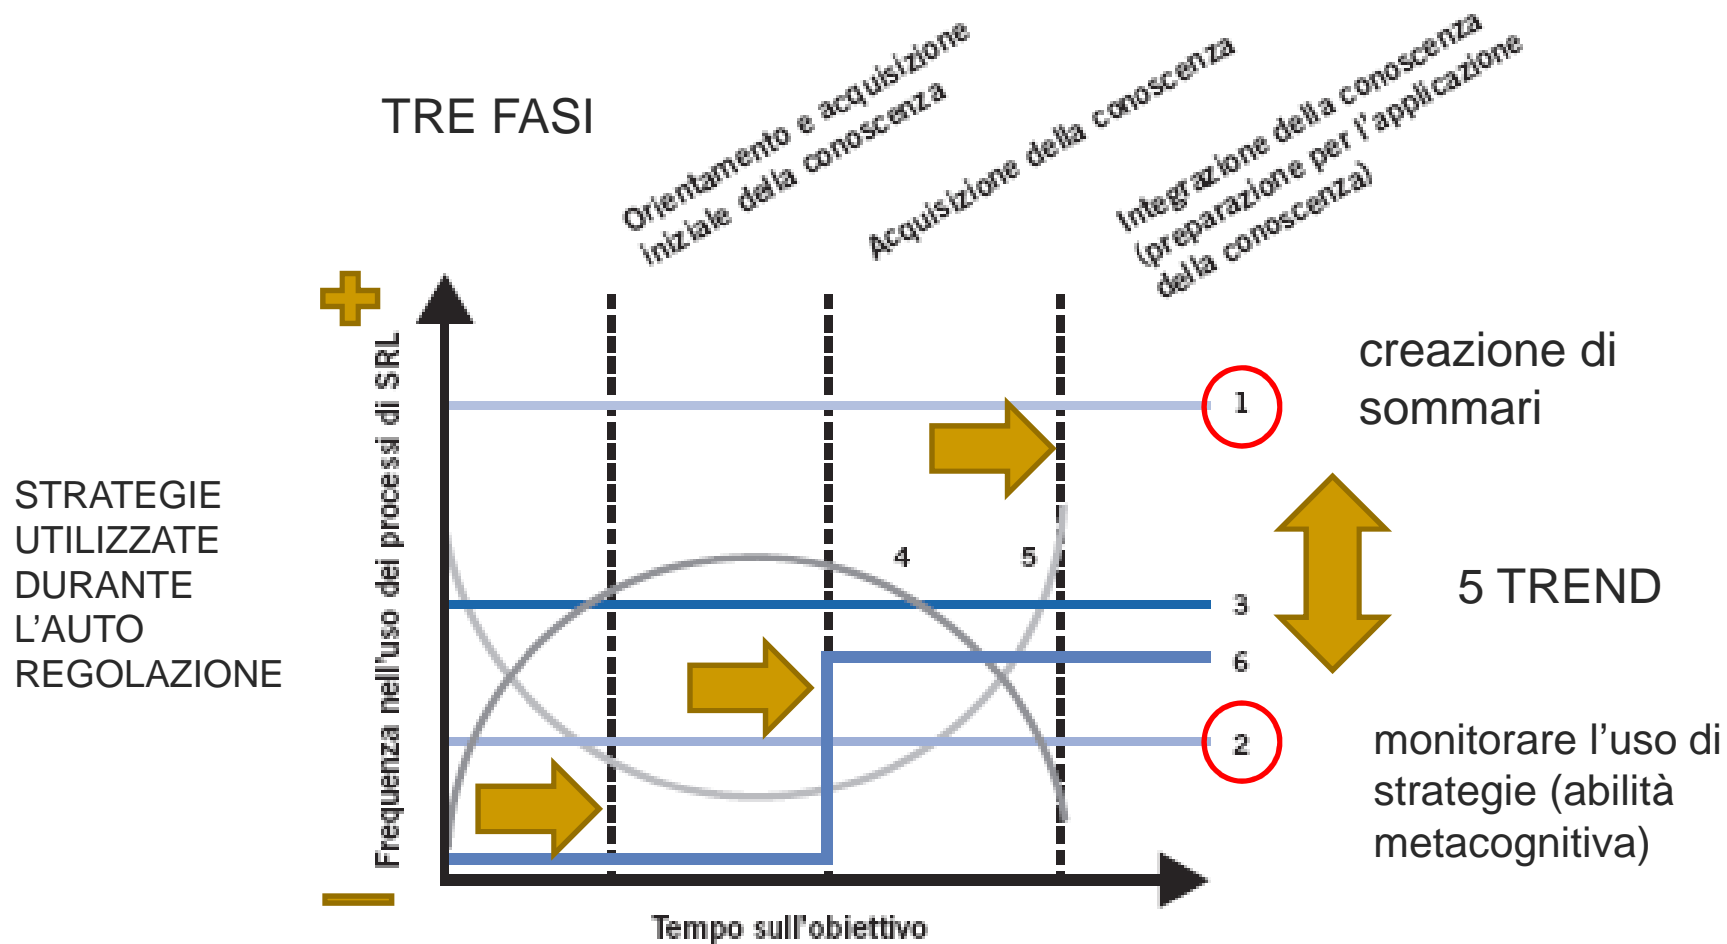 TRE FASI
Orientamento e acquisizione
iniziale della conoscenza
Acquisizione della conoscenza
Integrazione della conoscenza
(preparazione per l'applicazione
della conoscenza)
Frequenza nell'uso dei processi di SRL
STRATEGIE
UTILIZZATE
DURANTE
L'AUTO
REGOLAZIONE
1
creazione di
sommari
4
5
3
5 TREND
6
2
monitorare l'uso di
strategie (abilità
metacognitiva)
Tempo sull'obiettivo